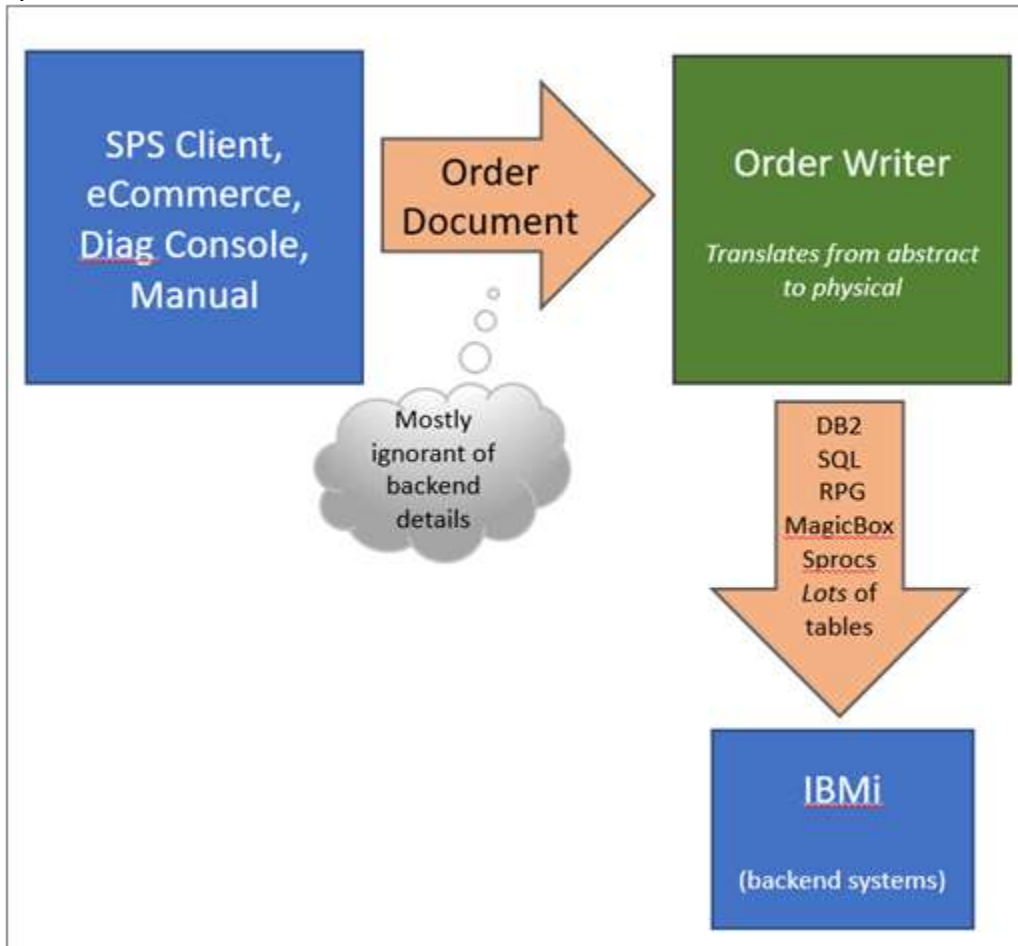 SPS Client,
eCommerce,
Diag Console,
Manual
Order
Document
Order Writer
Translates from abstract
to physical
Mostly
ignorant of
backend
details
DB2
SQL
RPG
MagicBox
Sprocs
Lots of
tables
IBMi
(backend systems)